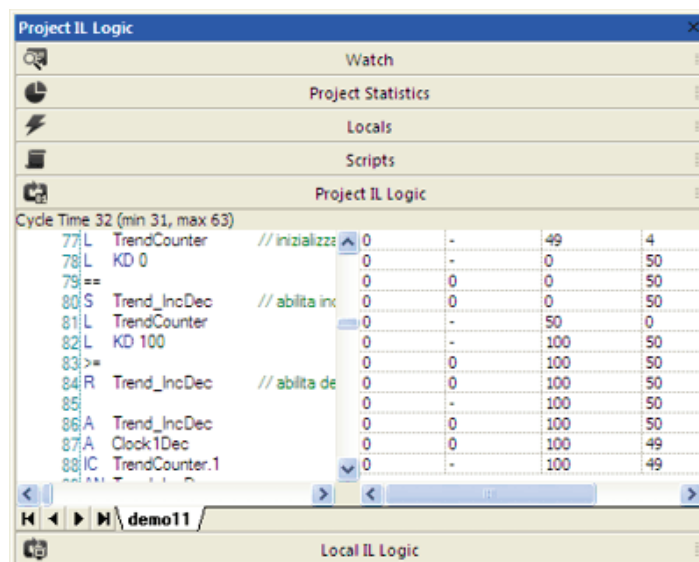 Project IL Logic
Watch
Project Statistics
Locals
Scripts
Project IL Logic
Cycle Time 32 (min 31, max 63)
77 L TrendCounter // inizializza 0 - 49 4
78 L KD 0 0 - 0 50
79 == 0 0 0 50
80 S Trend_IncDec // abilita inc 0 0 0 50
81 L TrendCounter 0 - 50 0
82 L KD 100 0 - 100 50
83 >= 0 0 100 50
84 R Trend_IncDec // abilita de 0 0 100 50
85 0 - 100 50
86 A Trend_IncDec 0 0 100 50
87 A Clock1Dec 0 0 100 49
88 IC TrendCounter.1 0 - 100 49
demo11
Local IL Logic